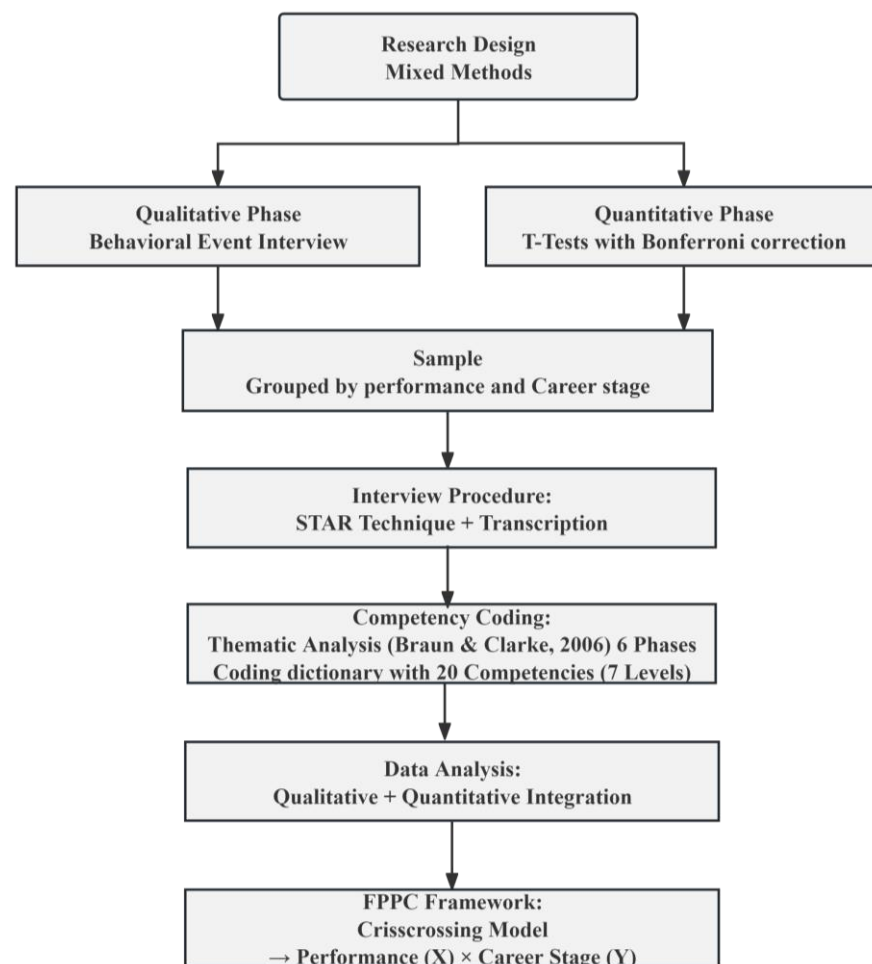 Research Design
Mixed Methods
Qualitative Phase
Behavioral Event Interview
Quantitative Phase
T-Tests with Bonferroni correction
Sample
Grouped by performance and Career stage
Interview Procedure:
STAR Technique + Transcription
Competency Coding:
Thematic Analysis (Braun & Clarke, 2006) 6 Phases
Coding dictionary with 20 Competencies (7 Levels)
Data Analysis:
Qualitative + Quantitative Integration
FPPC Framework:
Crisscrossing Model
→ Performance (X) × Career Stage (Y)